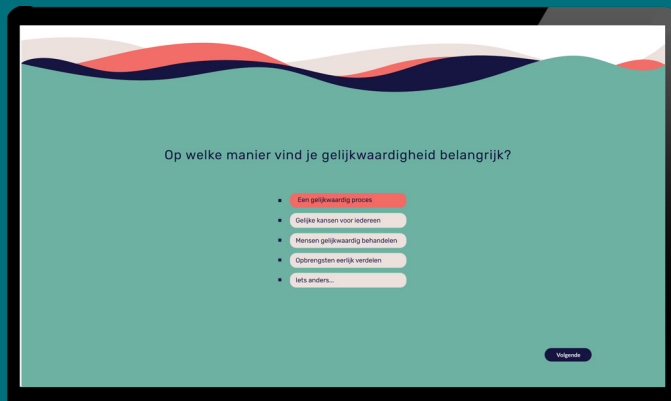 Op welke manier vind je gelijkwaardigheid belangrijk?
Een gelijkwaardig proces
Gelijke kansen voor iedereen
Mensen gelijkwaardig behandelen
Opbrengsten eerlijk verdelen
Iets anders...
Volgende